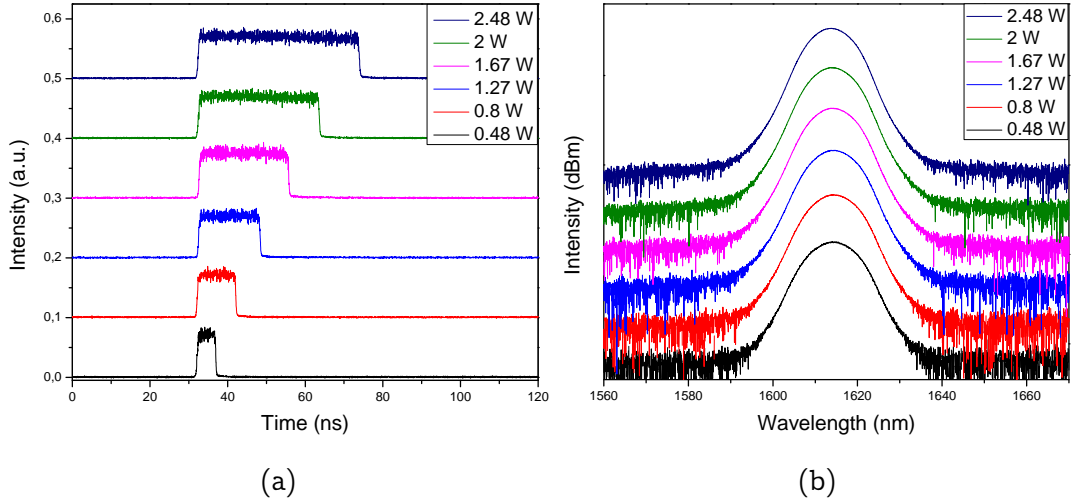 0,6
0,5
0,4
0,3
0,2
0,1
0,0
Intensity (a.u.)
0
20
40
60
80
100
120
Time (ns)
2.48 W
2 W
1.67 W
1.27 W
0.8 W
0.48 W
(a)
Intensity (dBm)
1560
1580
1600
1620
1640
1660
Wavelength (nm)
2.48 W
2 W
1.67 W
1.27 W
0.8 W
0.48 W
(b)